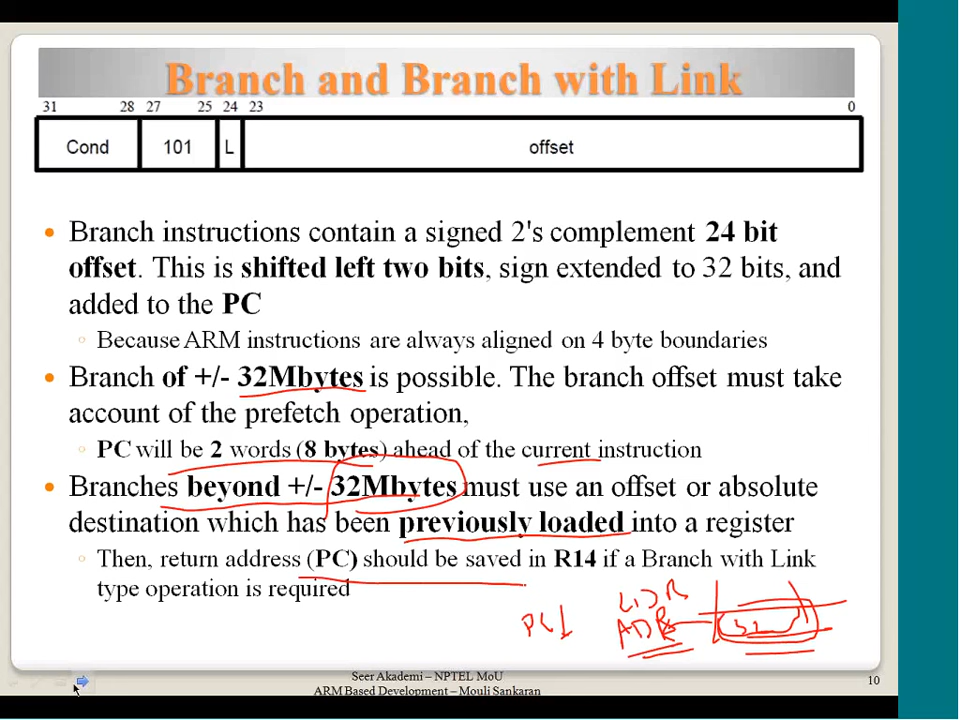 Branch and Branch with Link
31 28 27 25 24 23 0
Cond 101 L offset
• Branch instructions contain a signed 2's complement 24 bit
offset. This is shifted left two bits, sign extended to 32 bits, and
added to the PC
◦ Because ARM instructions are always aligned on 4 byte boundaries
• Branch of +/- 32Mbytes is possible. The branch offset must take
account of the prefetch operation,
◦ PC will be 2 words (8 bytes) ahead of the current instruction
• Branches beyond +/- 32Mbytes must use an offset or absolute
destination which has been previously loaded into a register
◦ Then, return address (PC) should be saved in R14 if a Branch with Link
type operation is required
LDR
ADR
Seer Akademi – NPTEL MoU
ARM Based Development – Mouli Sankaran
10